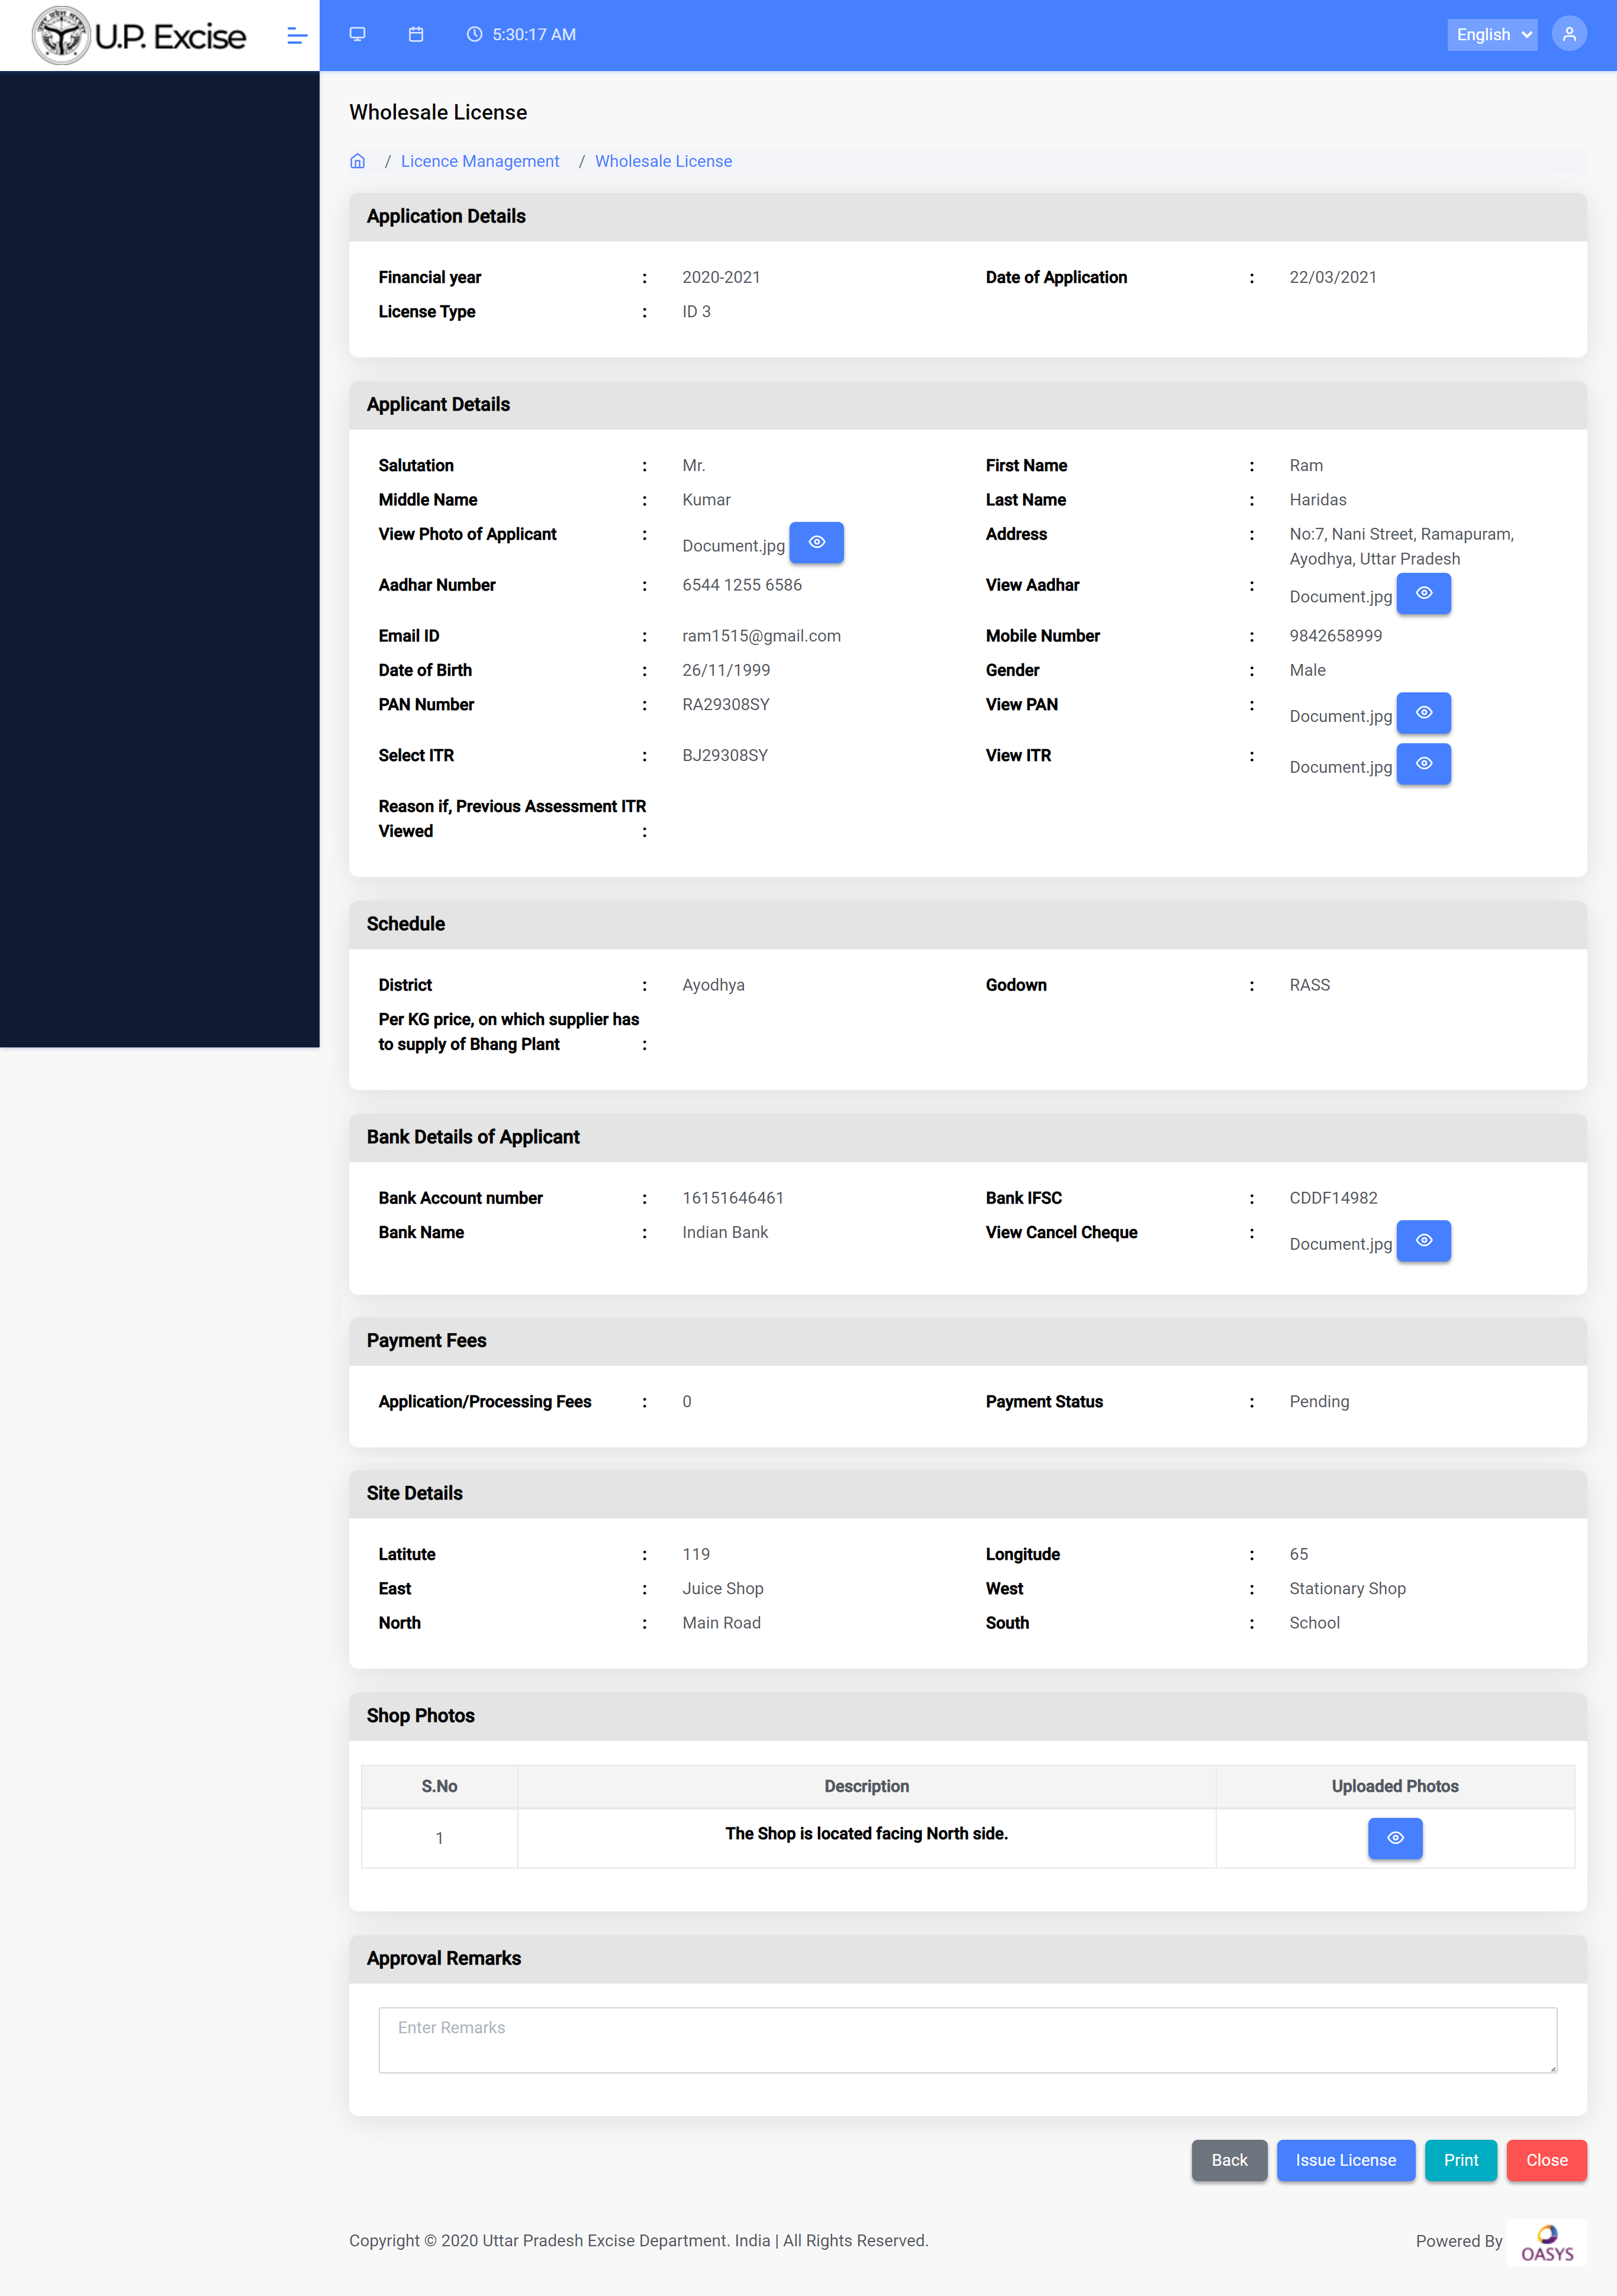 U.P. Excise
5:30:17 AM
English
Wholesale License
/ Licence Management / Wholesale License
Application Details
Financial year : 2020-2021 Date of Application : 22/03/2021
License Type : ID 3
Applicant Details
Salutation : Mr. First Name : Ram
Middle Name : Kumar Last Name : Haridas
View Photo of Applicant : Document.jpg Address : No:7, Nani Street, Ramapuram,
Ayodhya, Uttar Pradesh
Aadhar Number : 6544 1255 6586 View Aadhar : Document.jpg
Email ID : ram1515@gmail.com Mobile Number : 9842658999
Date of Birth : 26/11/1999 Gender : Male
PAN Number : RA29308SY View PAN : Document.jpg
Select ITR : BJ29308SY View ITR : Document.jpg
Reason if, Previous Assessment ITR
Viewed :
Schedule
District : Ayodhya Godown : RASS
Per KG price, on which supplier has
to supply of Bhang Plant :
Bank Details of Applicant
Bank Account number : 16151646461 Bank IFSC : CDDF14982
Bank Name : Indian Bank View Cancel Cheque : Document.jpg
Payment Fees
Application/Processing Fees : 0 Payment Status : Pending
Site Details
Latitute : 119 Longitude : 65
East : Juice Shop West : Stationary Shop
North : Main Road South : School
Shop Photos
S.No Description Uploaded Photos
1 The Shop is located facing North side.
Approval Remarks
Enter Remarks
Back Issue License Print Close
Copyright © 2020 Uttar Pradesh Excise Department. India | All Rights Reserved. Powered By OASYS